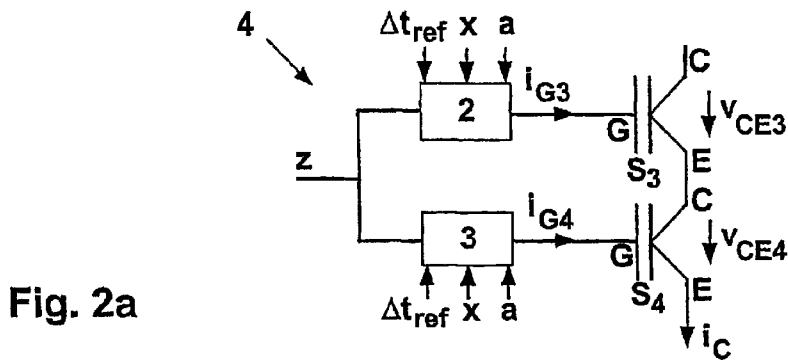 4
Δt_ref x a
2
i_G3
C
v_CE3
G
S_3
E
z
i_G4
C
3
v_CE4
G
S_4
E
Δt_ref x a
i_C
Fig. 2a